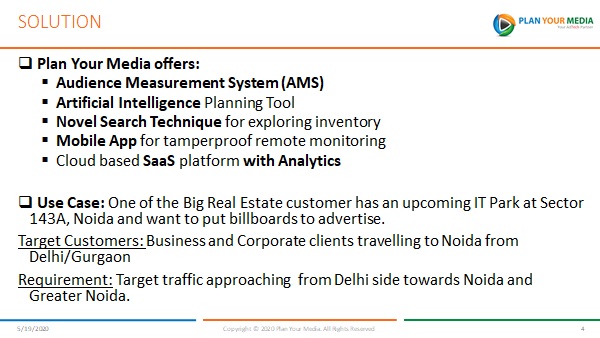 SOLUTION
PLAN YOUR MEDIA
Your AdTech Partner
❑ Plan Your Media offers:
▪ Audience Measurement System (AMS)
▪ Artificial Intelligence Planning Tool
▪ Novel Search Technique for exploring inventory
▪ Mobile App for tamperproof remote monitoring
▪ Cloud based SaaS platform with Analytics
❑ Use Case: One of the Big Real Estate customer has an upcoming IT Park at Sector
143A, Noida and want to put billboards to advertise.
Target Customers: Business and Corporate clients travelling to Noida from
Delhi/Gurgaon
Requirement: Target traffic approaching from Delhi side towards Noida and
Greater Noida.
5/19/2020
Copyright © 2020 Plan Your Media. All Rights Reserved
4